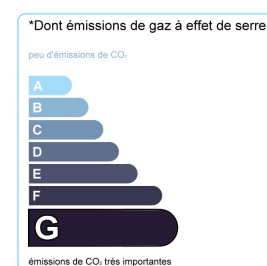 *Dont émissions de gaz à effet de serre
peu d'émissions de CO₂
A
B
C
D
E
F
G
émissions de CO₂ très importantes